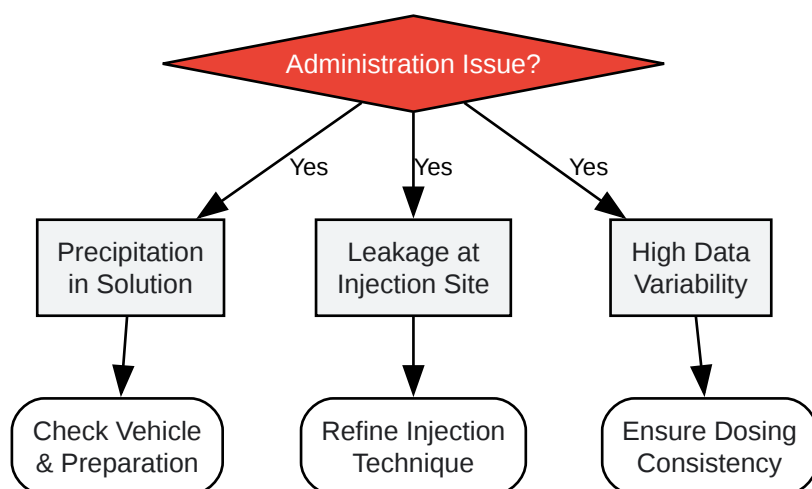 Administration Issue?
Yes
Yes
Yes
Precipitation
in Solution
Leakage at
Injection Site
High Data
Variability
Check Vehicle
& Preparation
Refine Injection
Technique
Ensure Dosing
Consistency